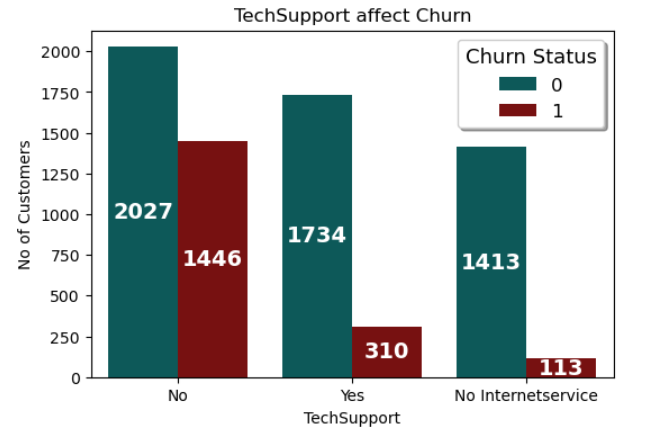 TechSupport affect Churn
No of Customers
2000
1750
1500
1250
1000
750
500
250
0
Churn Status
0
1
2027
1446
1734
310
1413
113
No
Yes
No Internetservice
TechSupport